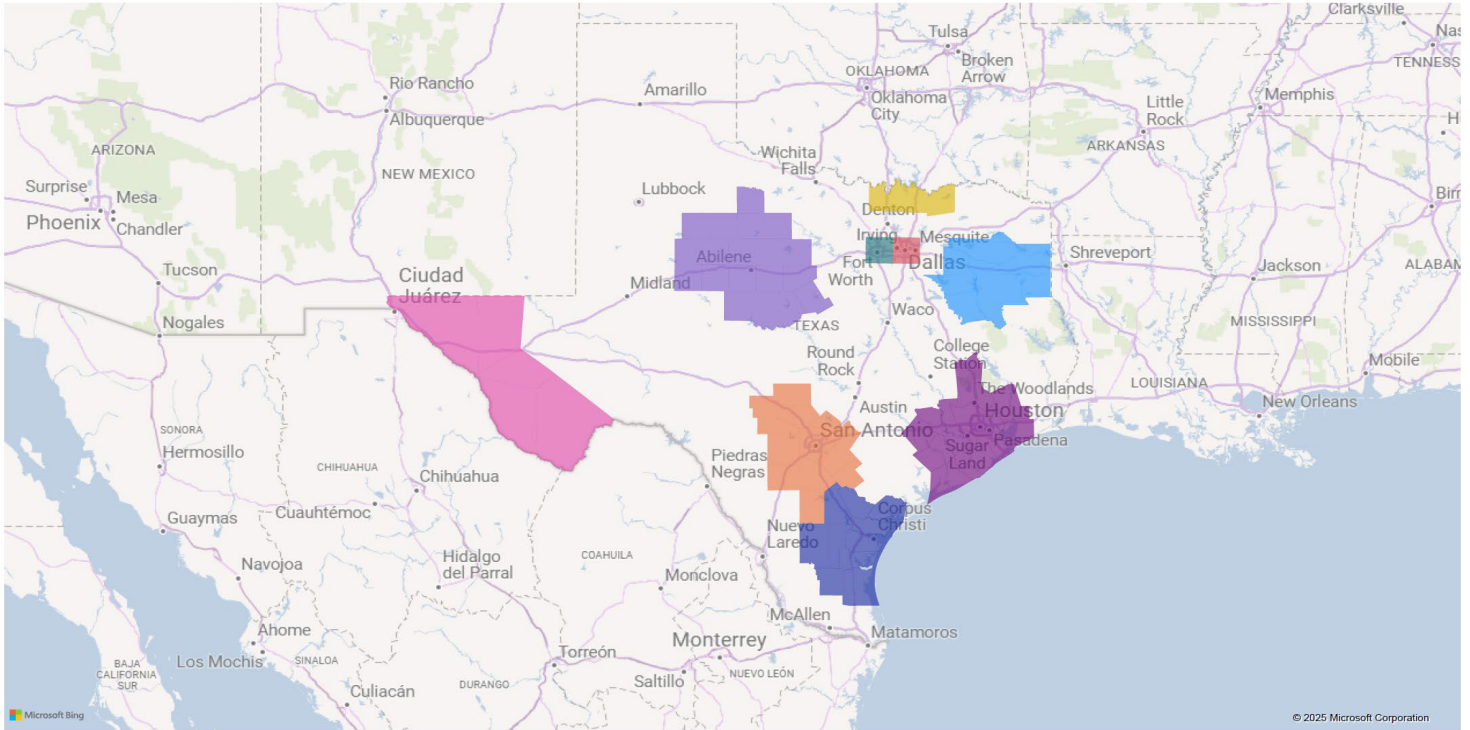 Clarksville
Tulsa
Nas
Broken
Arrow
TENNESS
OKLAHOMA
Rio Rancho
Amarillo
Oklahoma
City
Memphis
Little
Rock
Albuquerque
H
ARKANSAS
ARIZONA
Wichita
Falls
NEW MEXICO
Surprise
Mesa
Lubbock
Birr
Phoenix
Chandler
Denton
Irving
Mesquite
Shreveport
Abilene
Fort
Worth
Dallas
Jackson
ALABAM
Tucson
Ciudad
Juárez
Midland
Waco
Nogales
TEXAS
MISSISSIPPI
College
Station
Round
Rock
Mobile
The Woodlands
LOUISIANA
Austin
Houston
New Orleans
SONORA
San Antonio
Pasadena
Hermosillo
Sugar
Land
Piedras
Negras
CHIHUAHUA
Chihuahua
Cuauhtémoc
Guaymas
Corpus
Christi
Nuevo
Laredo
Hidalgo
del Parral
COAHUILA
Navojoa
Monclova
McAllen
Ahome
Monterrey
Matamoros
Los Mochis
SINALOA
Torreón
BAJA
CALIFORNIA
SUR
Saltillo
NUEVO LEÓN
DURANGO
Culiacán
Microsoft Bing
© 2025 Microsoft Corporation